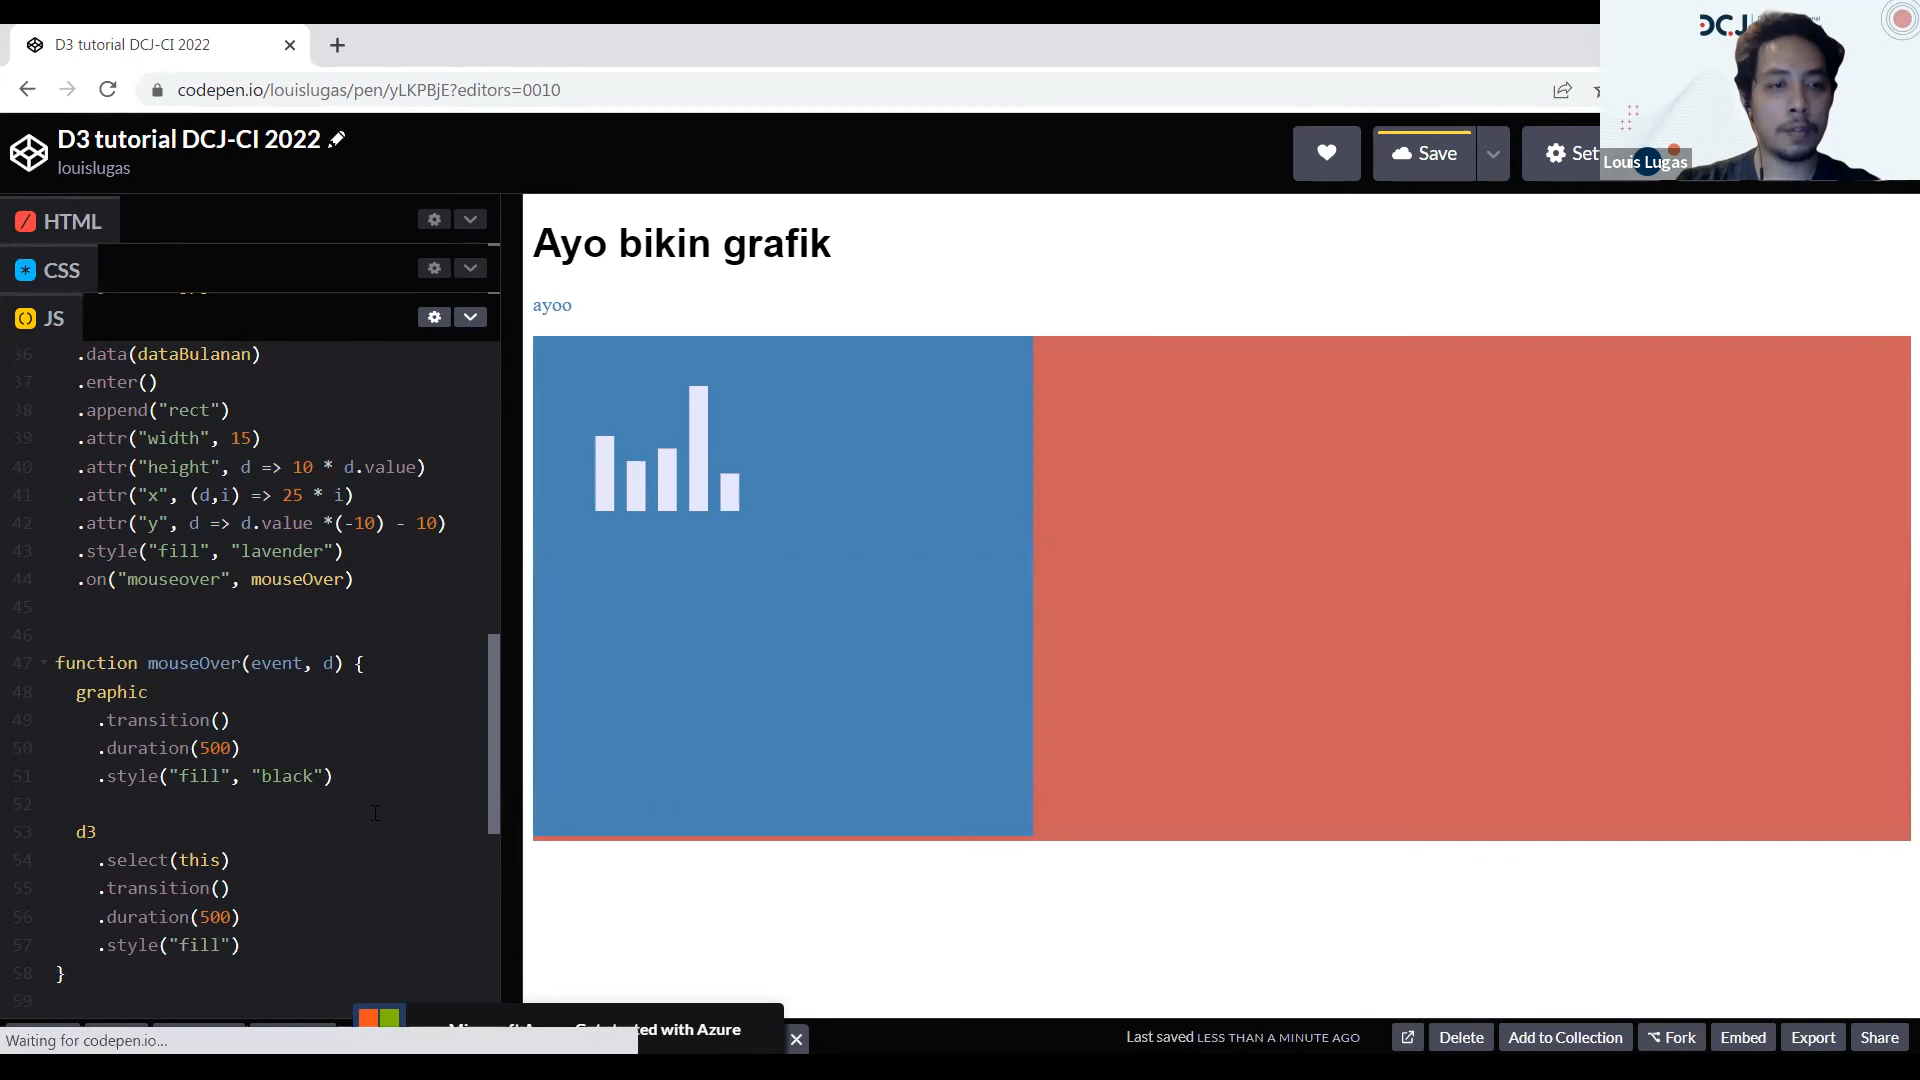 D3 tutorial DCJ-CI 2022
codepen.io/louislugas/pen/yLKPBjE?editors=0010
DCJ
Louis Lugas
D3 tutorial DCJ-CI 2022
louislugas
Save
Set
HTML
CSS
JS
Ayo bikin grafik
ayoo
36 .data(dataBulanan)
37 .enter()
38 .append("rect")
39 .attr("width", 15)
40 .attr("height", d => 10 * d.value)
41 .attr("x", (d,i) => 25 * i)
42 .attr("y", d => d.value *(-10) - 10)
43 .style("fill", "lavender")
44 .on("mouseover", mouseOver)
45
46
47 function mouseOver(event, d) {
48 graphic
49 .transition()
50 .duration(500)
51 .style("fill", "black")
52
53 d3
54 .select(this)
55 .transition()
56 .duration(500)
57 .style("fill")
58 }
59
with Azure
Waiting for codepen.io...
Last saved LESS THAN A MINUTE AGO
Delete
Add to Collection
Fork
Embed
Export
Share